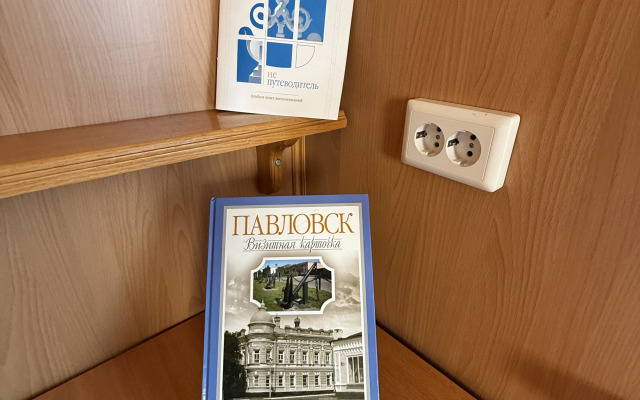 не
путеводитель
ПАВЛОВСК
Визитная карточка